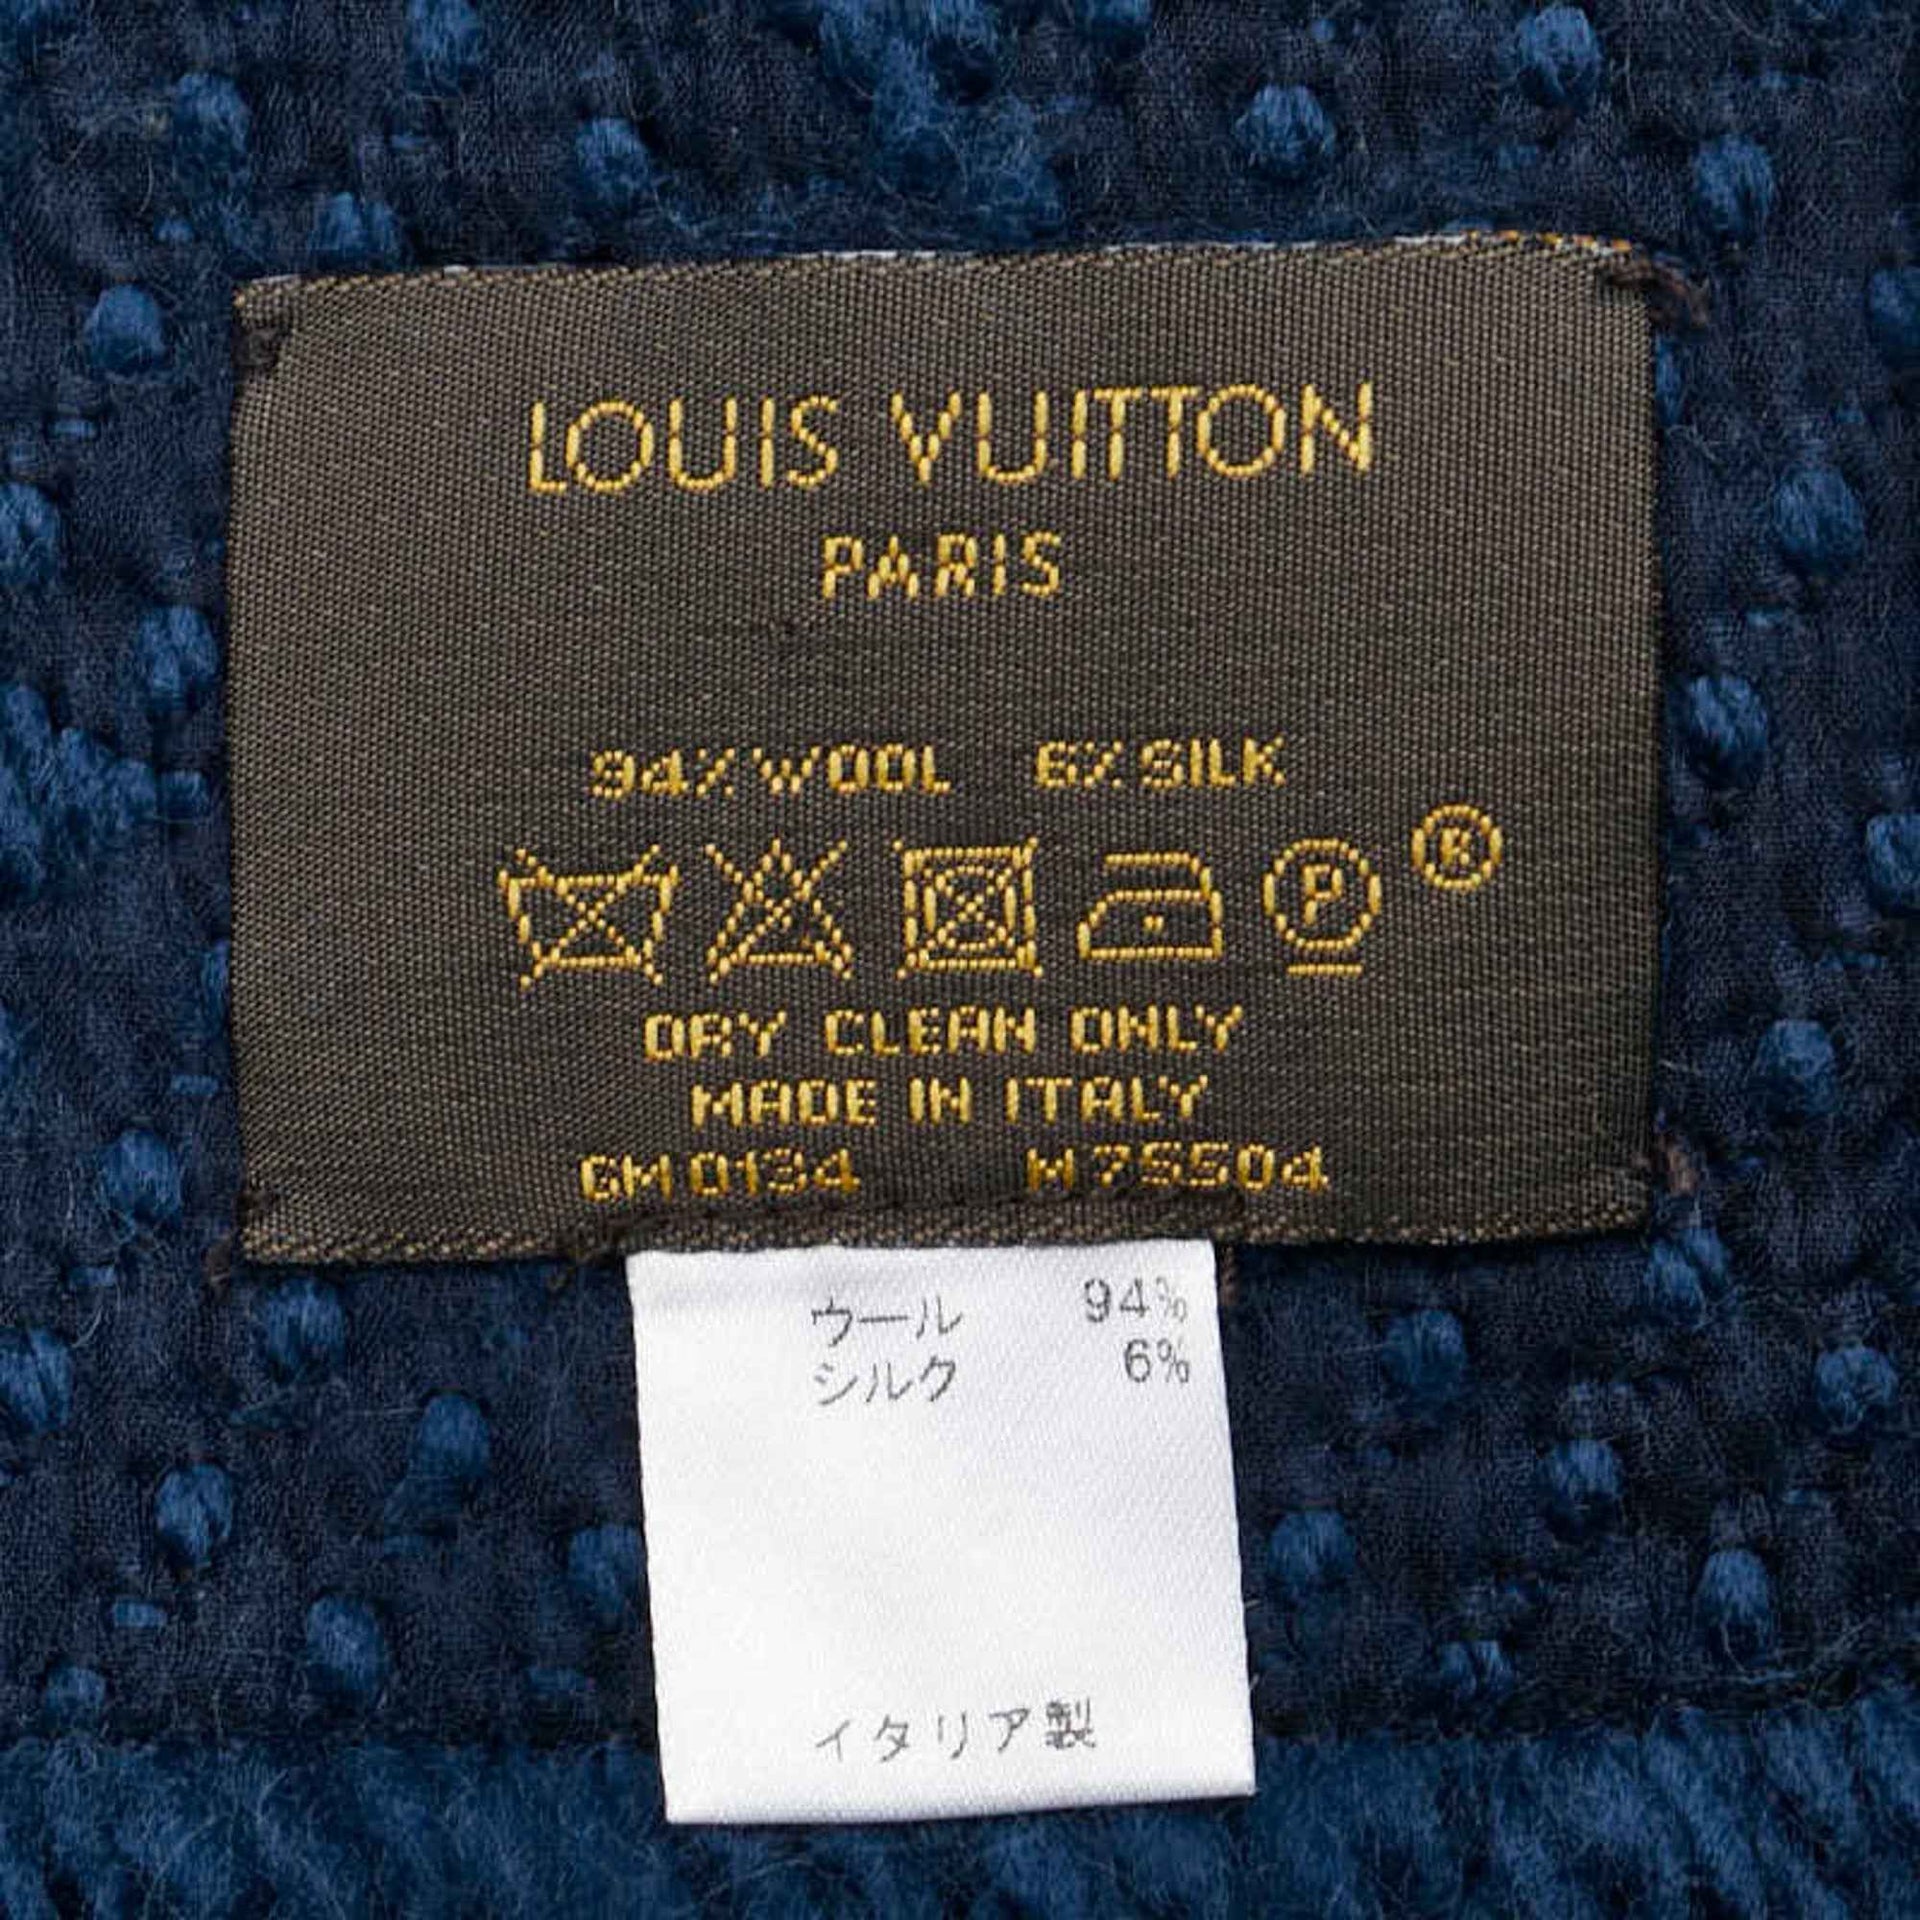 LOUIS VUITTON
PARIS
94% WOOL 6% SILK
P ®
DRY CLEAN ONLY
MADE IN ITALY
GM0134 M75504
ウール 94%
シルク 6%
イタリア製